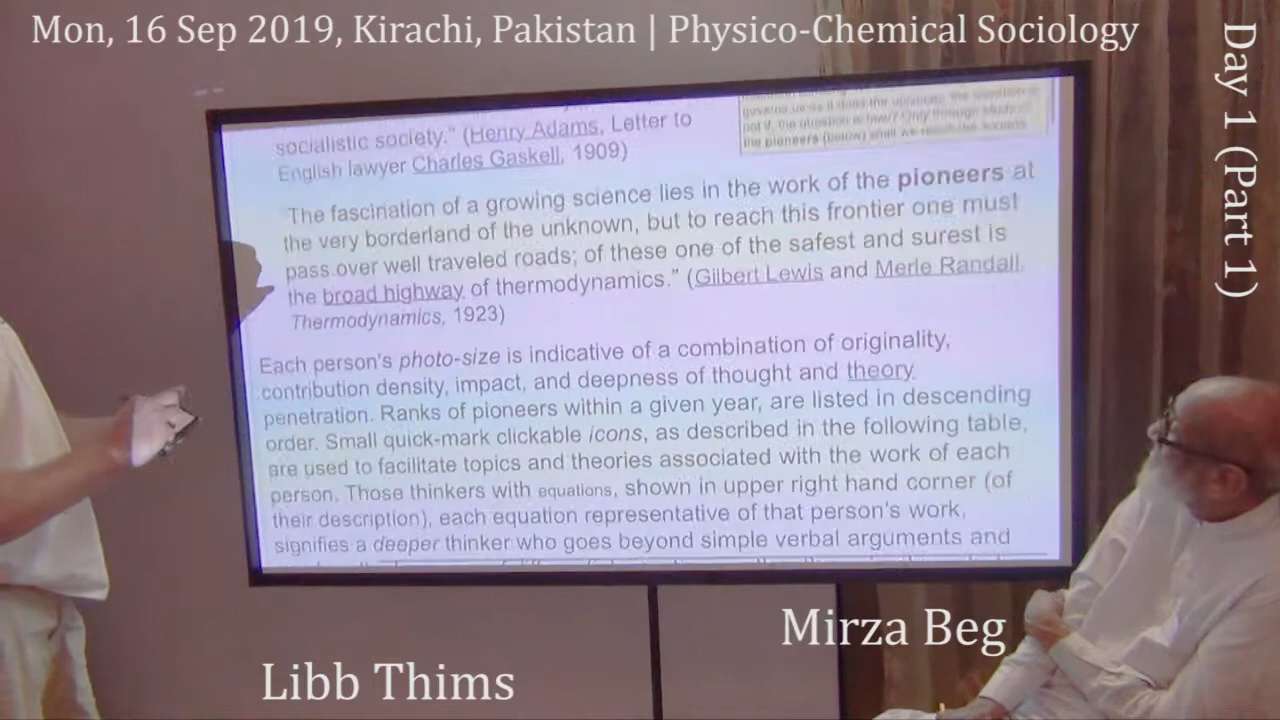 Mon, 16 Sep 2019, Kirachi, Pakistan | Physico-Chemical Sociology
Day 1 (Part 1)
socialistic society." (Henry Adams, Letter to
English lawyer Charles Gaskell, 1909)
the pioneers (below)
The fascination of a growing science lies in the work of the pioneers at
the very borderland of the unknown, but to reach this frontier one must
pass over well traveled roads; of these one of the safest and surest is
the broad highway of thermodynamics." (Gilbert Lewis and Merle Randall,
Thermodynamics, 1923)
Each person's photo-size is indicative of a combination of originality,
contribution density, impact, and deepness of thought and theory
penetration. Ranks of pioneers within a given year, are listed in descending
order. Small quick-mark clickable icons, as described in the following table,
are used to facilitate topics and theories associated with the work of each
person. Those thinkers with equations, shown in upper right hand corner (of
their description), each equation representative of that person's work,
signifies a deeper thinker who goes beyond simple verbal arguments and
Mirza Beg
Libb Thims